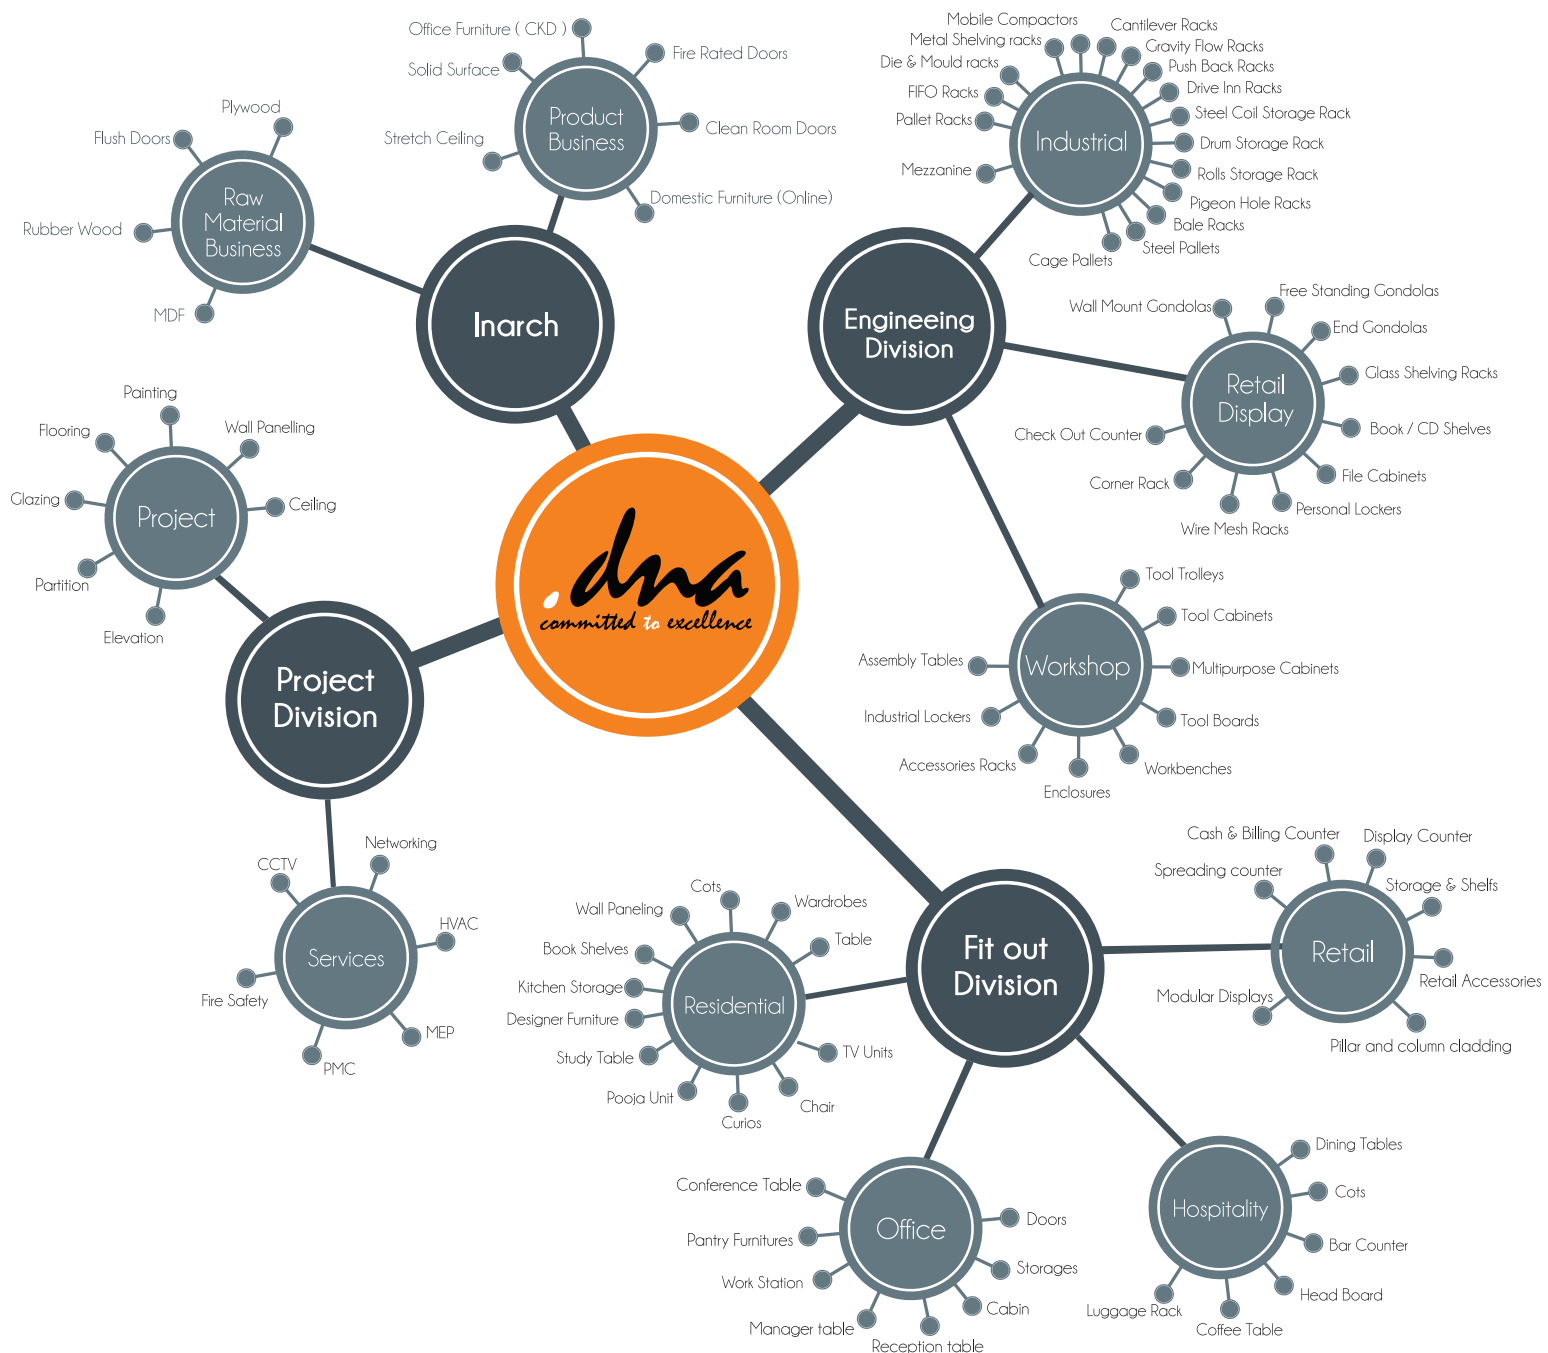 Office Furniture ( CKD )
Solid Surface
Stretch Ceiling
Fire Rated Doors
Clean Room Doors
Domestic Furniture (Online)
Product
Business
Plywood
Flush Doors
Rubber Wood
MDF
Raw
Material
Business
Inarch
Mobile Compactors
Metal Shelving racks
Die & Mould racks
FIFO Racks
Pallet Racks
Mezzanine
Cantilever Racks
Gravity Flow Racks
Push Back Racks
Drive Inn Racks
Steel Coil Storage Rack
Drum Storage Rack
Rolls Storage Rack
Pigeon Hole Racks
Bale Racks
Steel Pallets
Cage Pallets
Industrial
Engineeing
Division
Wall Mount Gondolas
Free Standing Gondolas
End Gondolas
Glass Shelving Racks
Book / CD Shelves
File Cabinets
Personal Lockers
Wire Mesh Racks
Corner Rack
Check Out Counter
Retail
Display
Painting
Flooring
Wall Panelling
Glazing
Ceiling
Partition
Elevation
Project
Project
Division
.dna
committed to excellence
Tool Trolleys
Tool Cabinets
Multipurpose Cabinets
Tool Boards
Workbenches
Enclosures
Accessories Racks
Industrial Lockers
Assembly Tables
Workshop
Networking
CCTV
HVAC
Fire Safety
MEP
PMC
Services
Cots
Wall Paneling
Wardrobes
Book Shelves
Table
Kitchen Storage
Designer Furniture
Study Table
TV Units
Pooja Unit
Chair
Curios
Residential
Fit out
Division
Cash & Billing Counter
Display Counter
Spreading counter
Storage & Shelfs
Retail Accessories
Modular Displays
Pillar and column cladding
Retail
Conference Table
Pantry Furnitures
Work Station
Manager table
Reception table
Cabin
Storages
Doors
Office
Dining Tables
Cots
Bar Counter
Head Board
Coffee Table
Luggage Rack
Hospitality